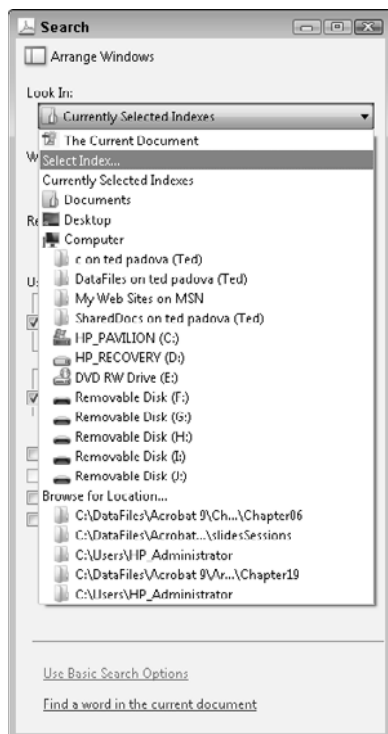 Search
Arrange Windows
Look In:
Currently Selected Indexes
The Current Document
W
Select Index...
Currently Selected Indexes
Documents
Re
Desktop
Computer
c on ted padova (Ted)
U
DataFiles on ted padova (Ted)
My Web Sites on MSN
SharedDocs on ted padova (Ted)
HP_PAVILION (C:)
HP_RECOVERY (D:)
DVD RW Drive (E:)
Removable Disk (F:)
Removable Disk (G:)
Removable Disk (H:)
Removable Disk (I:)
Removable Disk (J:)
Browse for Location...
C:\DataFiles\Acrobat 9\Ch...\Chapter06
C:\DataFiles\Acrobat...\slidesSessions
C:\Users\HP_Administrator
C:\DataFiles\Acrobat 9\Ar...\Chapter19
C:\Users\HP_Administrator
Use Basic Search Options
Find a word in the current document